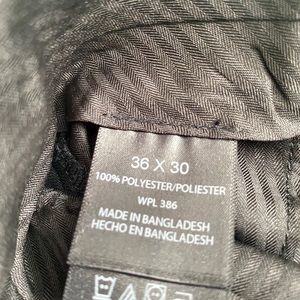 36 X 30
100% POLYESTER/POLIESTER
WPL 386
MADE IN BANGLADESH
HECHO EN BANGLADESH